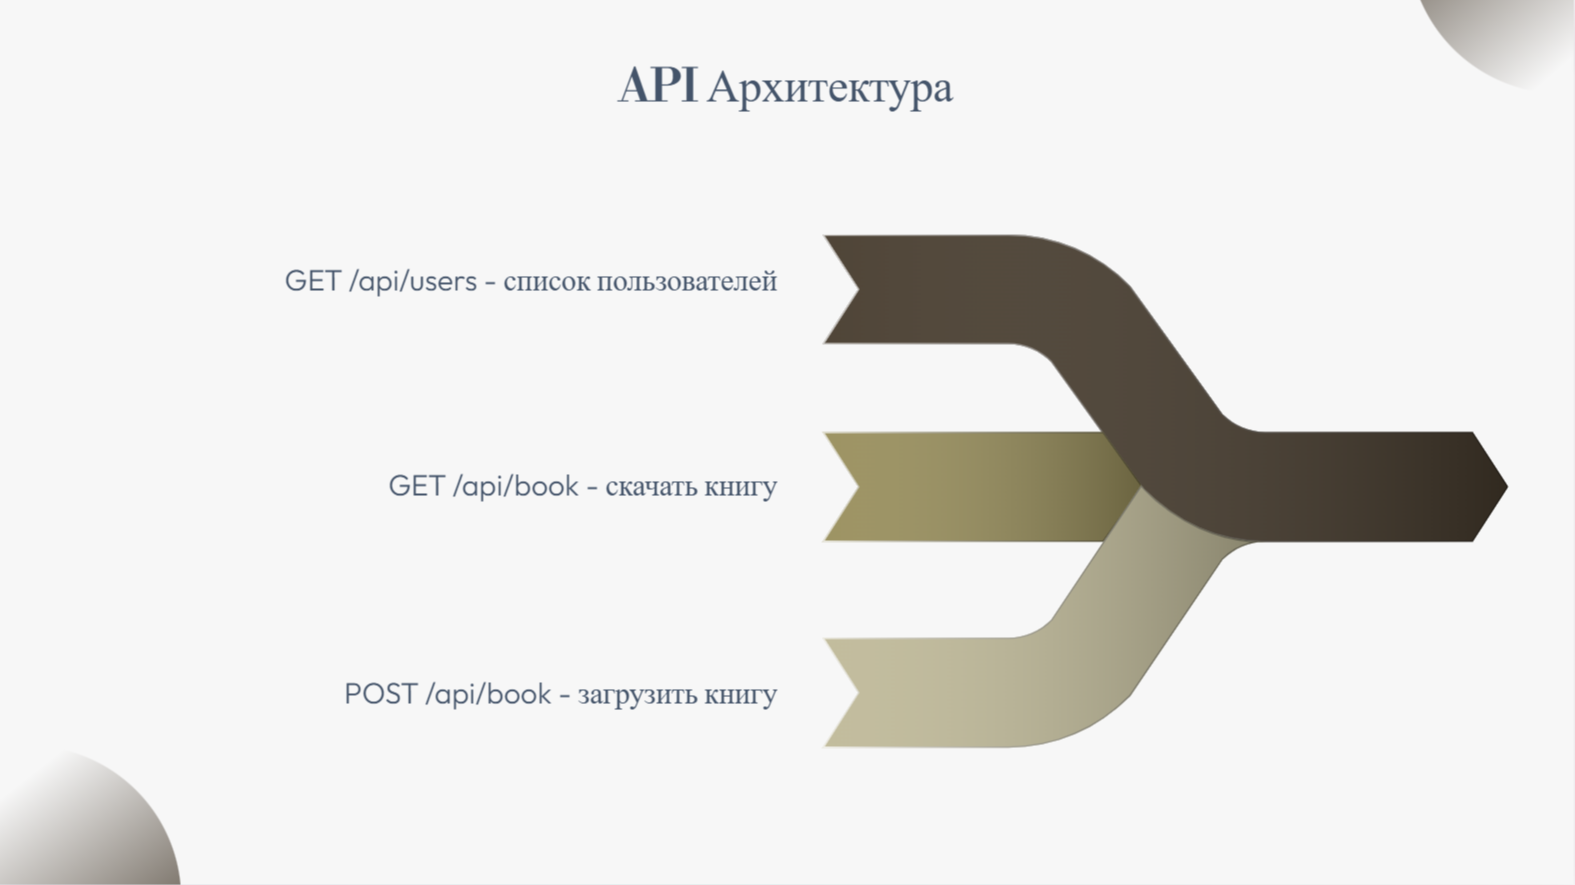 API Архитектура
GET /api/users - список пользователей
GET /api/book - скачать книгу
POST /api/book - загрузить книгу